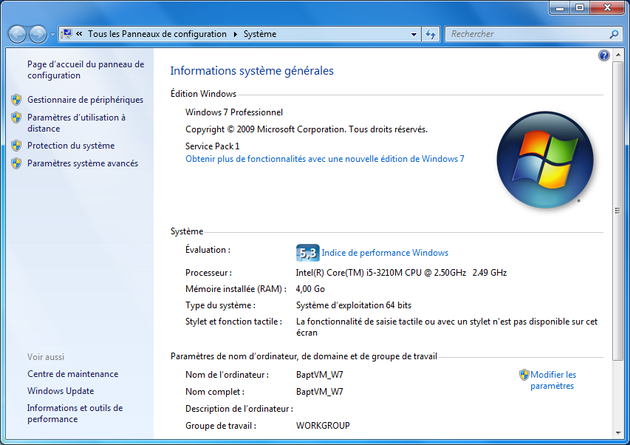 « Tous les Panneaux de configuration ▸ Système
Rechercher
Page d'accueil du panneau de
configuration
Gestionnaire de périphériques
Paramètres d'utilisation à
distance
Protection du système
Paramètres système avancés
Informations système générales
Édition Windows
Windows 7 Professionnel
Copyright © 2009 Microsoft Corporation. Tous droits réservés.
Service Pack 1
Obtenir plus de fonctionnalités avec une nouvelle édition de Windows 7
Système
Évaluation :
5,3 Indice de performance Windows
Processeur : Intel(R) Core(TM) i5-3210M CPU @ 2.50GHz 2.49 GHz
Mémoire installée (RAM) : 4,00 Go
Type du système : Système d'exploitation 64 bits
Stylet et fonction tactile : La fonctionnalité de saisie tactile ou avec un stylet n'est pas disponible sur cet
écran
Paramètres de nom d'ordinateur, de domaine et de groupe de travail
Nom de l'ordinateur : BaptVM_W7
Modifier les
paramètres
Nom complet : BaptVM_W7
Description de l'ordinateur :
Groupe de travail : WORKGROUP
Voir aussi
Centre de maintenance
Windows Update
Informations et outils de
performance